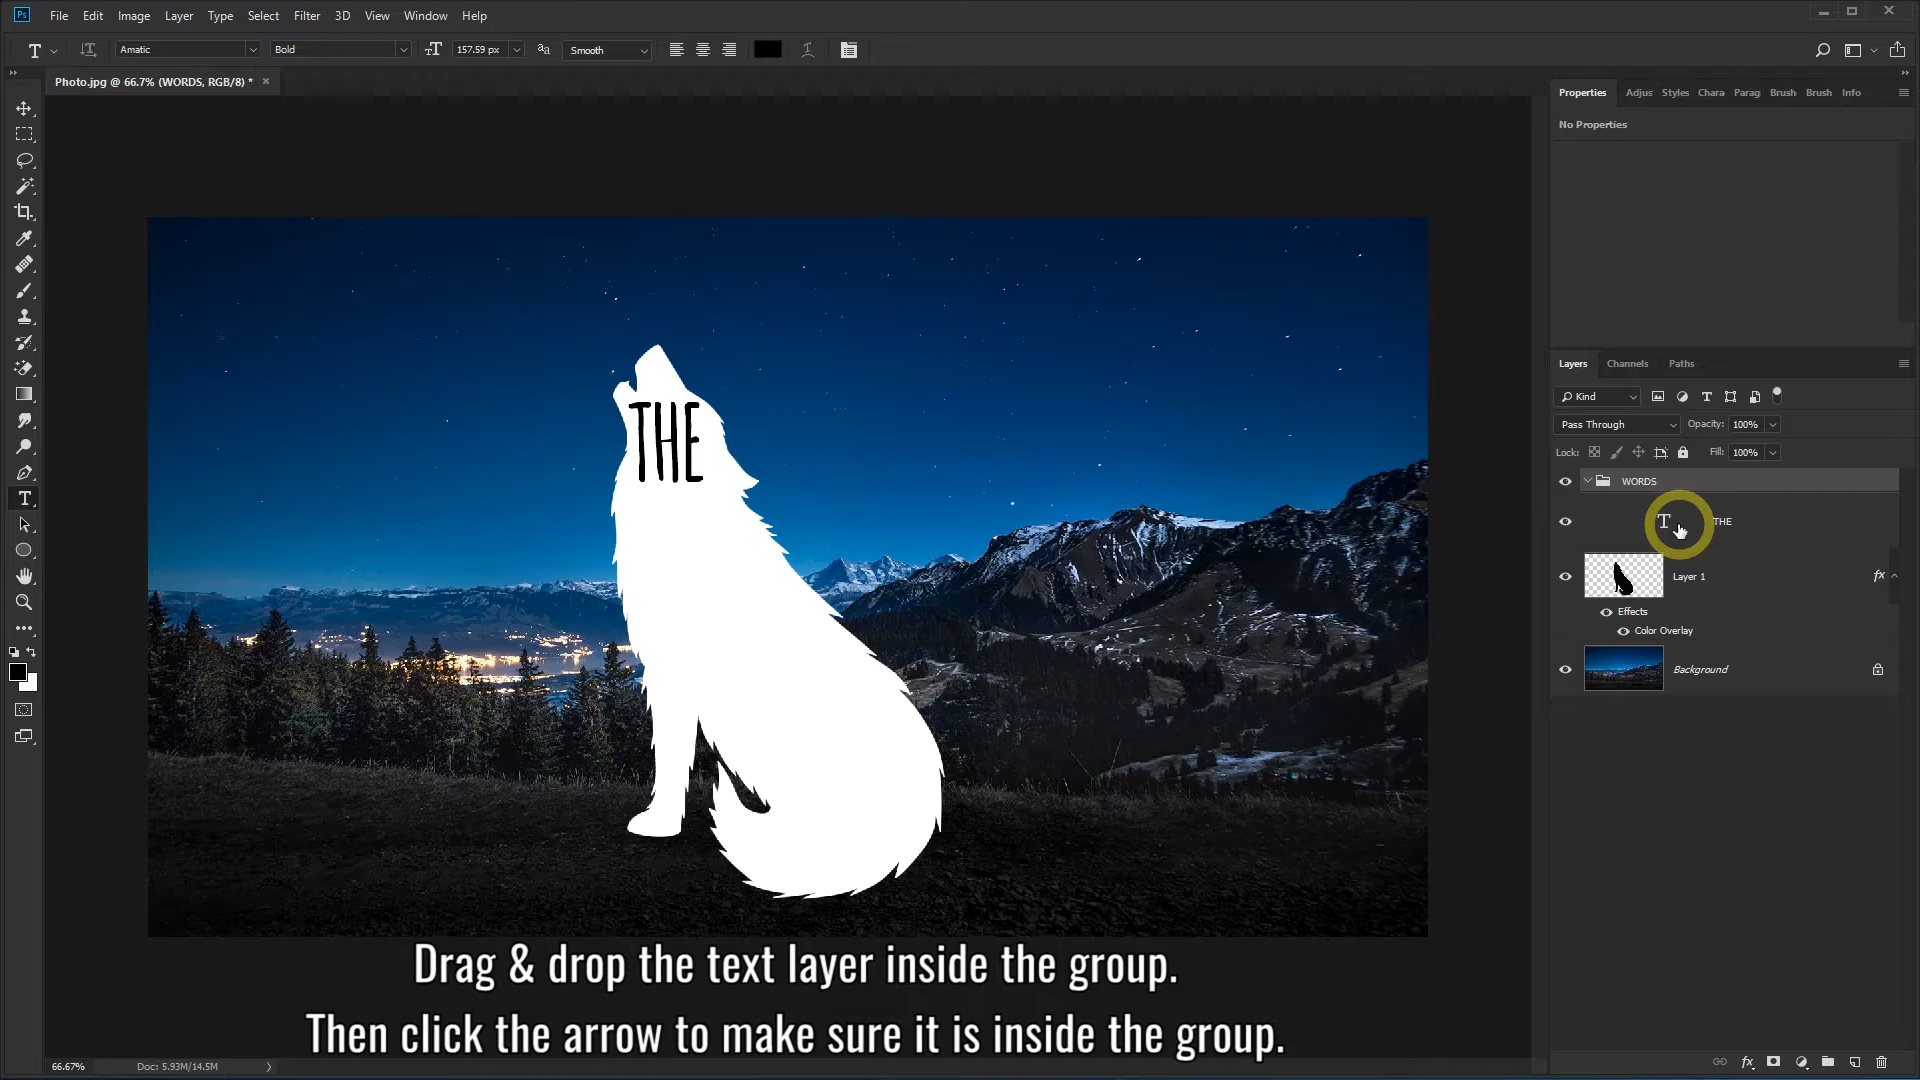 Ps File Edit Image Layer Type Select Filter 3D View Window Help
T Amatic Bold 157.59 px Smooth
Photo.jpg @ 66.7% (WORDS, RGB/8) *
Properties Adjus Styles Chara Parag Brush Brush Info
No Properties
Layers Channels Paths
Kind
Pass Through Opacity: 100%
Lock: Fill: 100%
WORDS
T THE
Layer 1 fx
Effects
Color Overlay
Background
THE
Drag & drop the text layer inside the group.
Then click the arrow to make sure it is inside the group.
66.67% Doc: 5.93M/14.5M